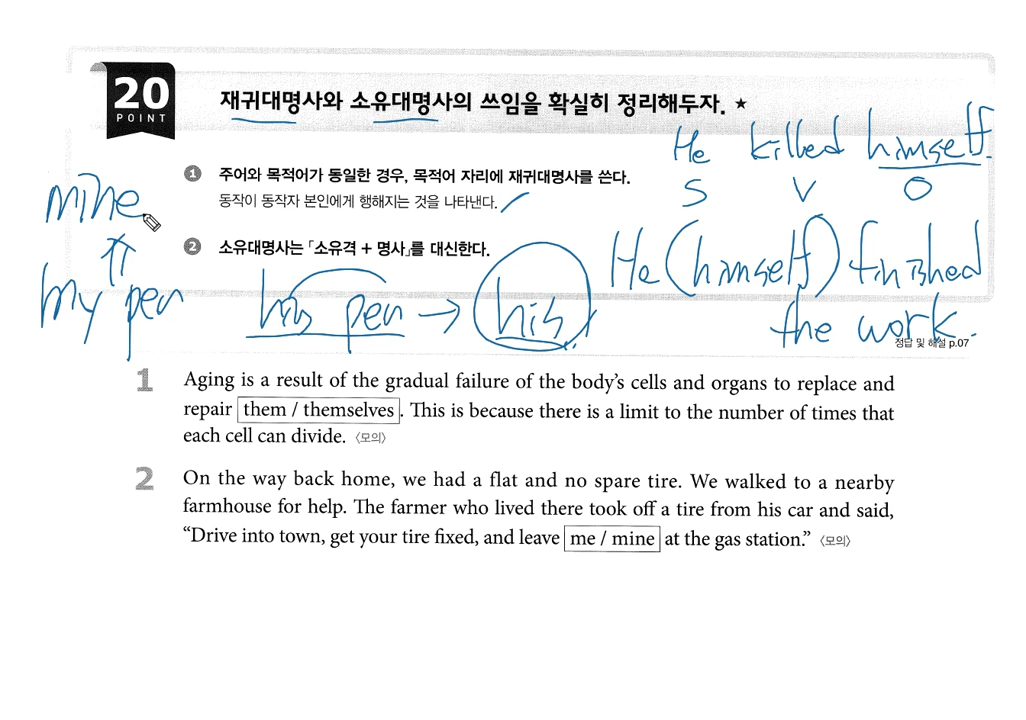 20
POINT
재귀대명사와 소유대명사의 쓰임을 확실히 정리해두자. ★
He killed himself.
S V O
1 주어와 목적어가 동일한 경우, 목적어 자리에 재귀대명사를 쓴다.
동작이 동작자 본인에게 행해지는 것을 나타낸다.
mine
2 소유대명사는 「소유격 + 명사」를 대신한다.
He (himself) finished
the work.
my pen
his pen → his.
정답 및 해설 p.07
1 Aging is a result of the gradual failure of the body's cells and organs to replace and
repair them / themselves . This is because there is a limit to the number of times that
each cell can divide. 〈모의〉
2 On the way back home, we had a flat and no spare tire. We walked to a nearby
farmhouse for help. The farmer who lived there took off a tire from his car and said,
“Drive into town, get your tire fixed, and leave me / mine at the gas station.” 〈모의〉